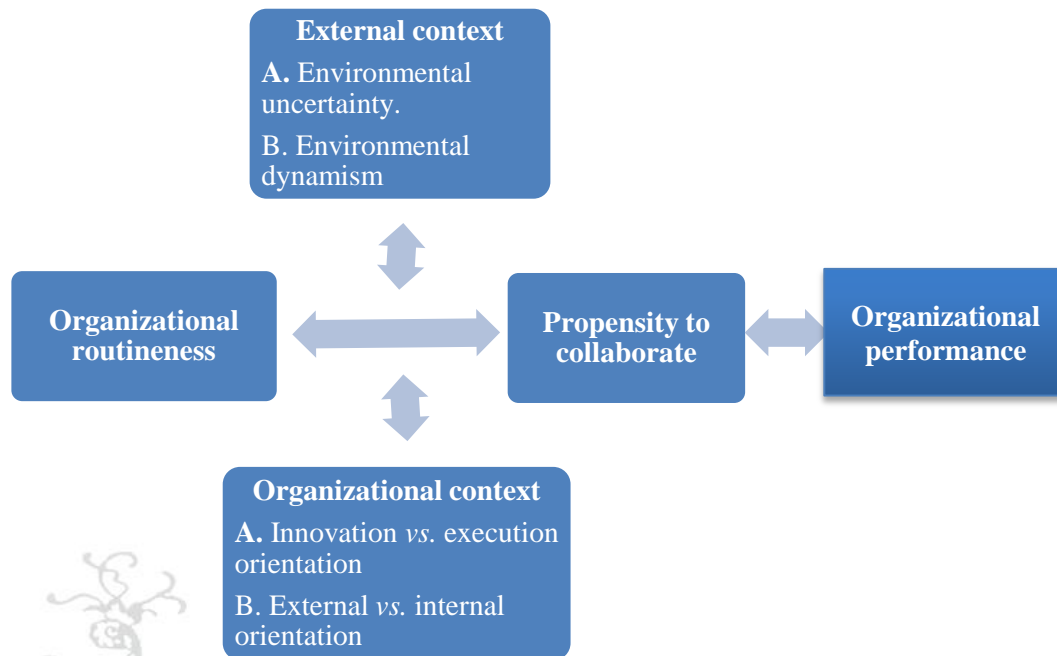 External context
A. Environmental
uncertainty.
B. Environmental
dynamism
Organizational
routineness
Propensity to
collaborate
Organizational
performance
Organizational context
A. Innovation vs. execution
orientation
B. External vs. internal
orientation